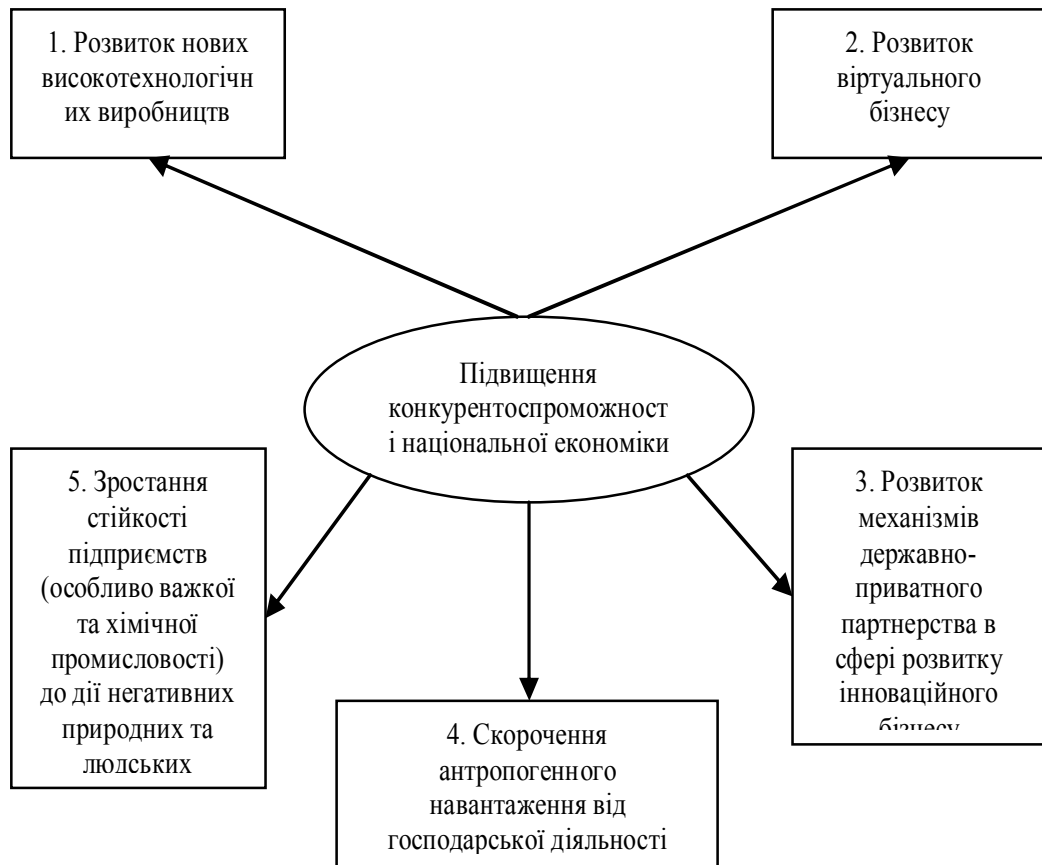 1. Розвиток нових
високотехнологічн
их виробництв
2. Розвиток
віртуального
бізнесу
Підвищення
конкурентоспроможност
і національної економіки
5. Зростання
стійкості
підприємств
(особливо важкої
та хімічної
промисловості)
до дії негативних
природних та
людських
3. Розвиток
механізмів
державно-
приватного
партнерства в
сфері розвитку
інноваційного
бізнесу
4. Скорочення
антропогенного
навантаження від
господарської діяльності